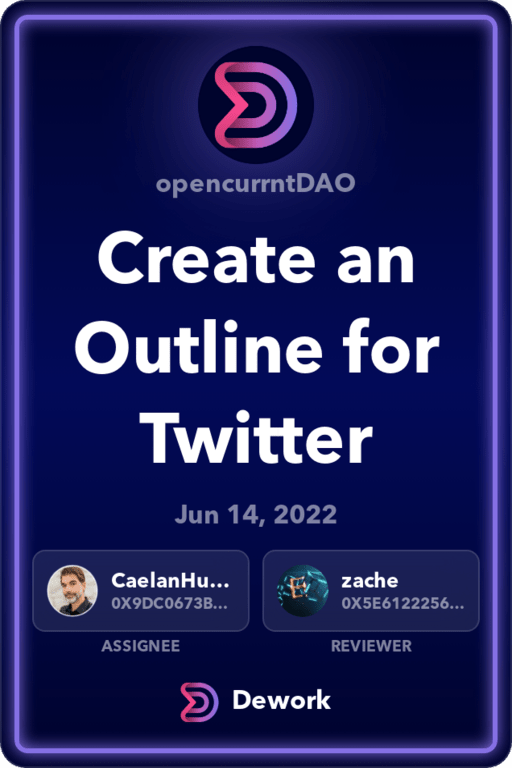 opencurrntDAO
Create an
Outline for
Twitter
Jun 14, 2022
CaelanHu...
0X9DC0673B...
zache
0X5E6122256...
ASSIGNEE
REVIEWER
Dework